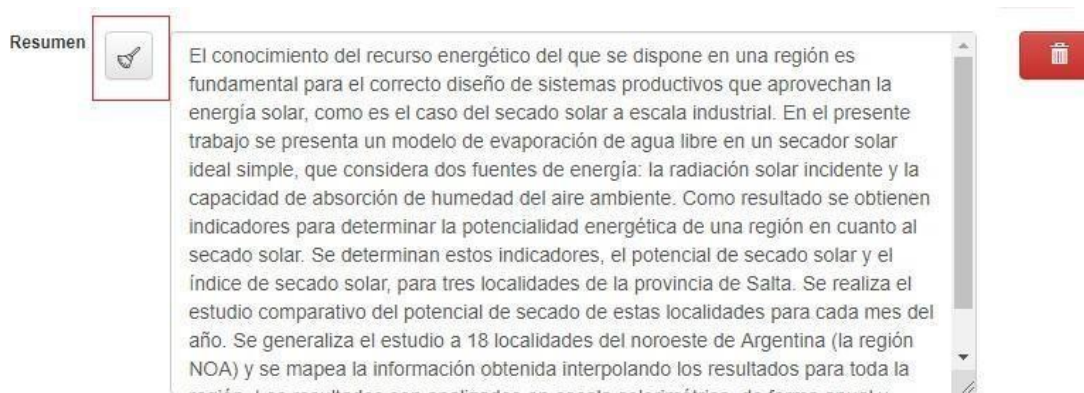 Resumen
El conocimiento del recurso energético del que se dispone en una región es
fundamental para el correcto diseño de sistemas productivos que aprovechan la
energía solar, como es el caso del secado solar a escala industrial. En el presente
trabajo se presenta un modelo de evaporación de agua libre en un secador solar
ideal simple, que considera dos fuentes de energía: la radiación solar incidente y la
capacidad de absorción de humedad del aire ambiente. Como resultado se obtienen
indicadores para determinar la potencialidad energética de una región en cuanto al
secado solar. Se determinan estos indicadores, el potencial de secado solar y el
índice de secado solar, para tres localidades de la provincia de Salta. Se realiza el
estudio comparativo del potencial de secado de estas localidades para cada mes del
año. Se generaliza el estudio a 18 localidades del noroeste de Argentina (la región
NOA) y se mapea la información obtenida interpolando los resultados para toda la